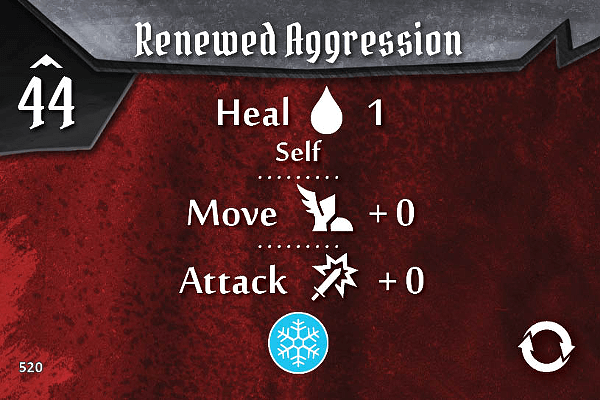 Renewed Aggression
44
Heal 1
Self
Move + 0
Attack + 0
520